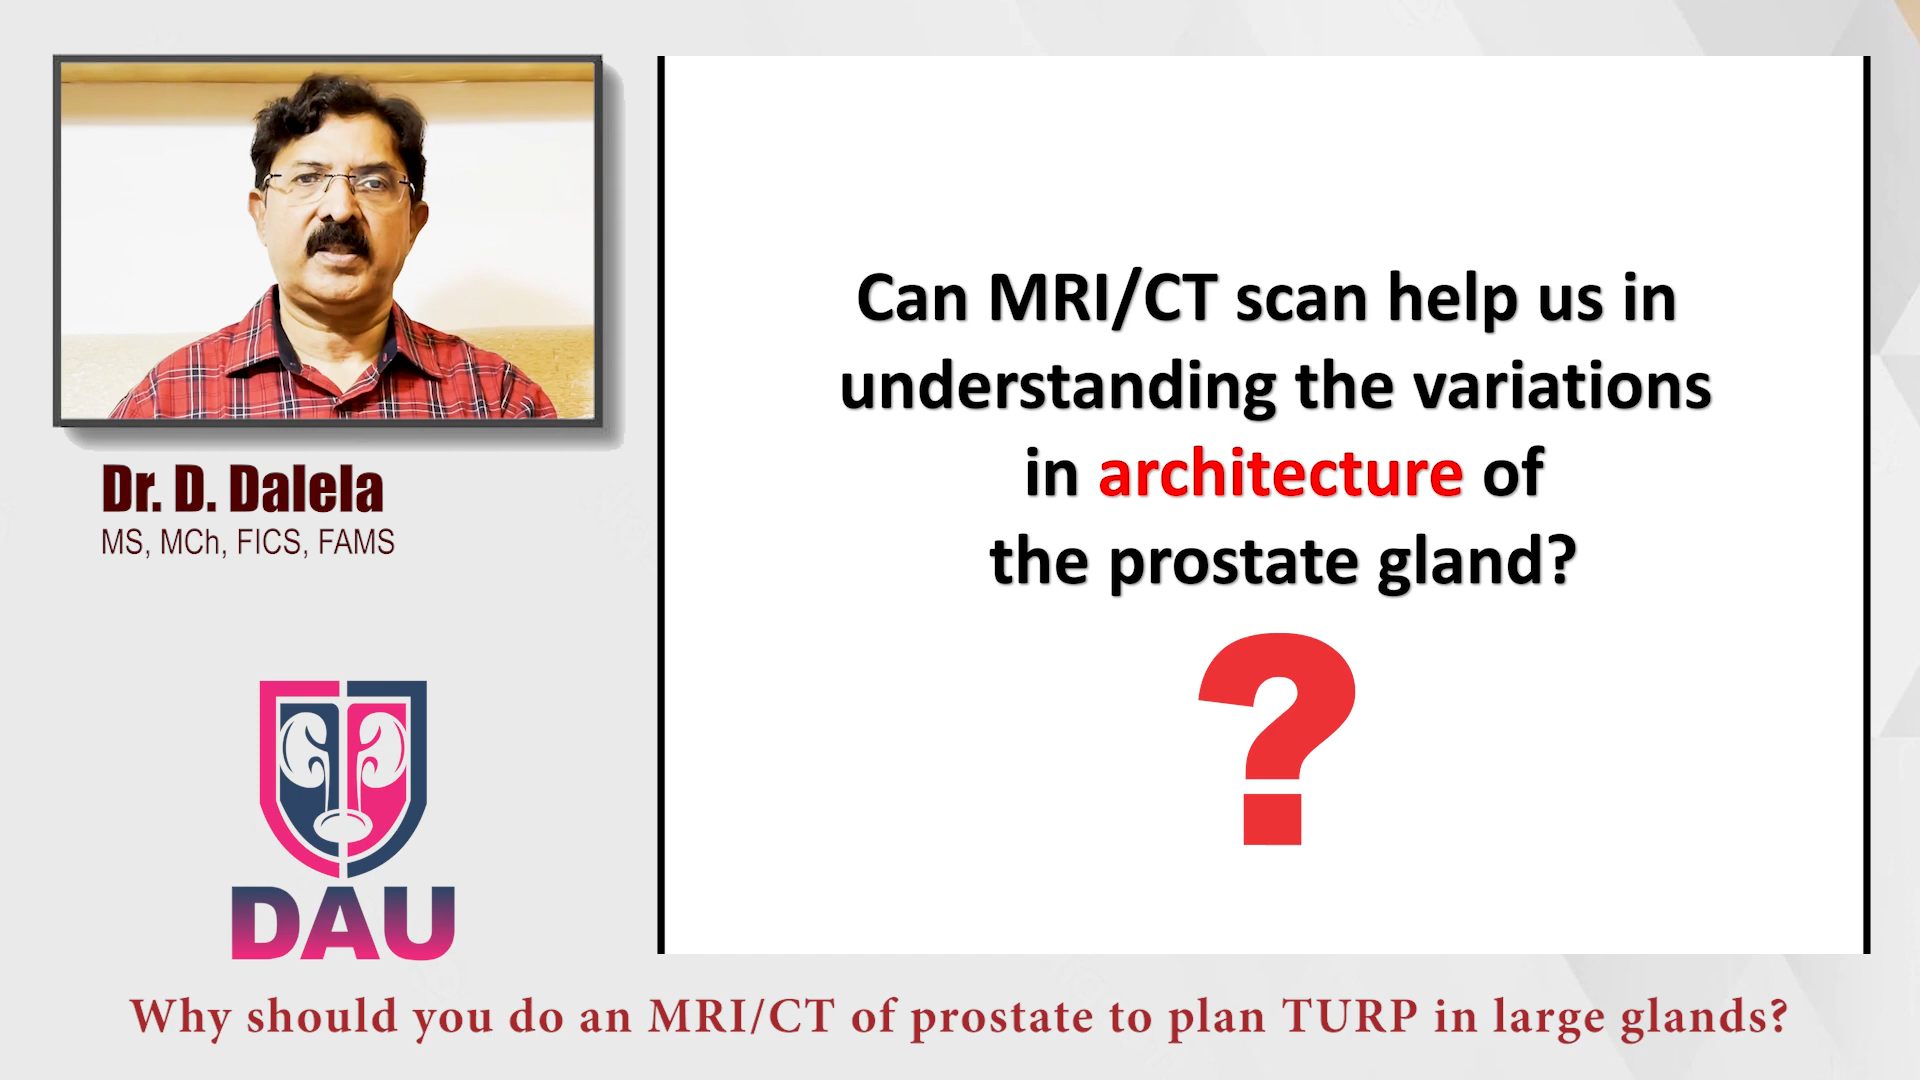 Dr. D. Dalela
MS, MCh, FICS, FAMS
DAU
Can MRI/CT scan help us in
understanding the variations
in architecture of
the prostate gland?
?
Why should you do an MRI/CT of prostate to plan TURP in large glands?